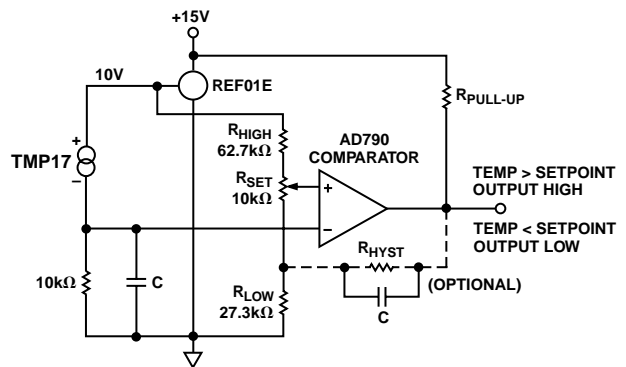 +15V
10V
REF01E
RPULL-UP
RHIGH
62.7kΩ
AD790
COMPARATOR
+
TMP17
−
RSET
10kΩ
+
−
TEMP > SETPOINT
OUTPUT HIGH
TEMP < SETPOINT
OUTPUT LOW
RHYST
(OPTIONAL)
C
10kΩ
C
RLOW
27.3kΩ